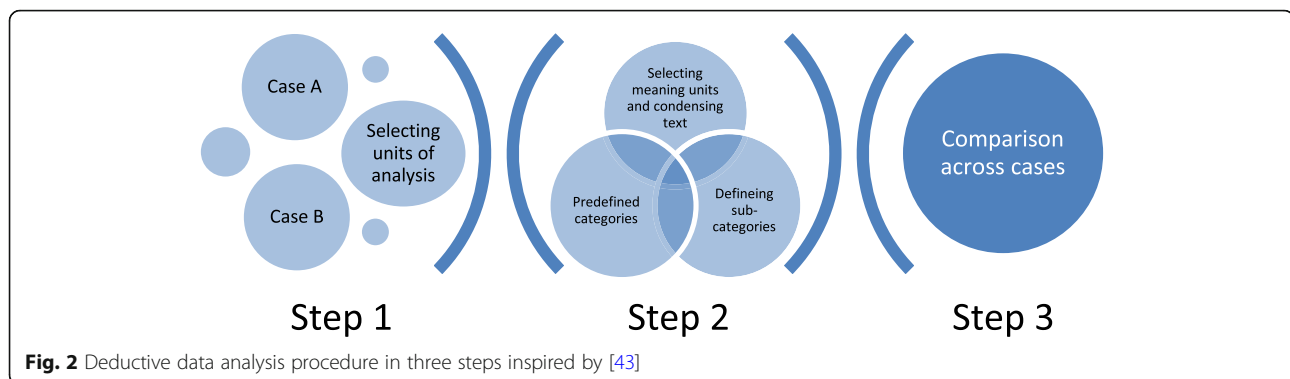 Case A
Selecting
units of
analysis
Case B
Step 1
Selecting
meaning units
and condensing
text
Predefined
categories
Defineing
sub-
categories
Step 2
Comparison
across cases
Step 3
Fig. 2 Deductive data analysis procedure in three steps inspired by [43]